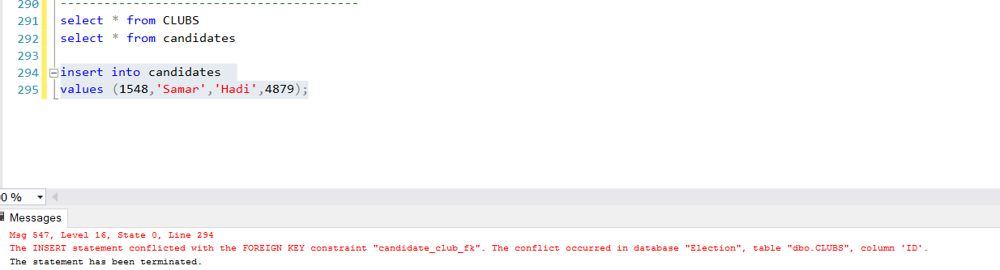 290 -----------------------------------------
291 select * from CLUBS
292 select * from candidates
293
294 insert into candidates
295 values (1548,'Samar','Hadi',4879);
0 %
Messages
Msg 547, Level 16, State 0, Line 294
The INSERT statement conflicted with the FOREIGN KEY constraint "candidate_club_fk". The conflict occurred in database "Election", table "dbo.CLUBS", column 'ID'.
The statement has been terminated.